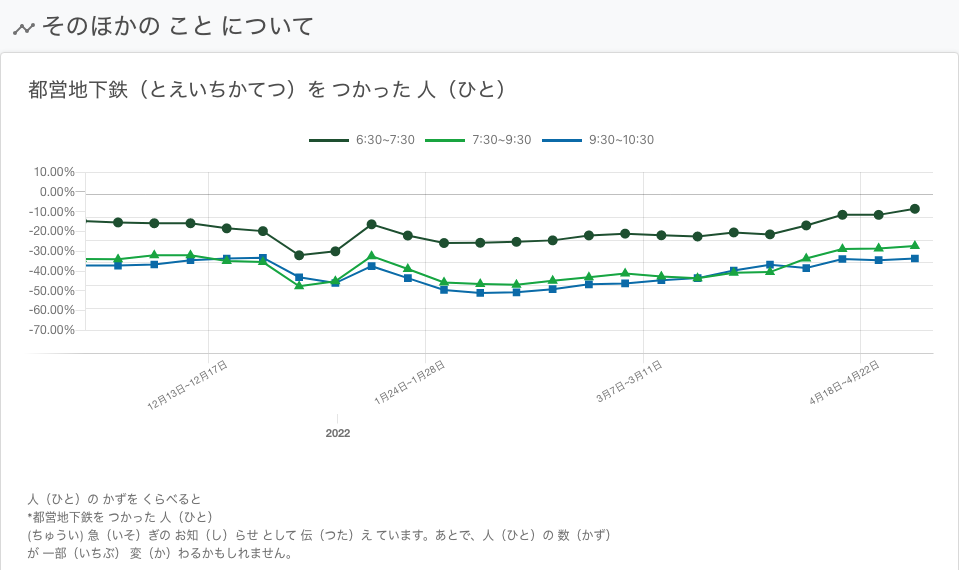 そのほかの こと について
都営地下鉄（とえいちかてつ）を つかった 人（ひと）
6:30~7:30 7:30~9:30 9:30~10:30
10.00%
0.00%
-10.00%
-20.00%
-30.00%
-40.00%
-50.00%
-60.00%
-70.00%
12月13日~12月17日 1月24日~1月28日 3月7日~3月11日 4月18日~4月22日
2022
人（ひと）の かずを くらべると
*都営地下鉄を つかった 人（ひと）
(ちゅうい) 急（いそ）ぎの お知（し）らせ として 伝（つた）え ています。あとで、人（ひと）の 数（かず）
が 一部（いちぶ） 変（か）わるかもしれません。